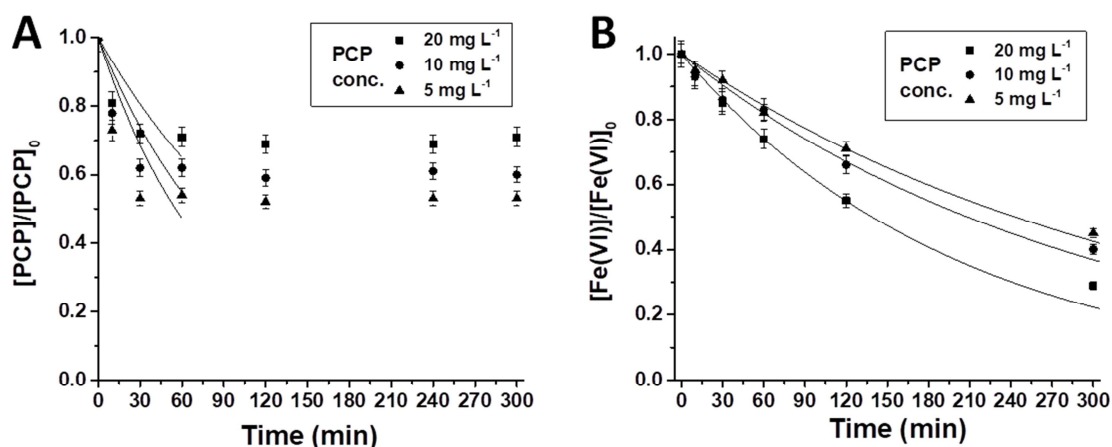 A
[PCP]/[PCP]₀
1.0
0.8
0.6
0.4
0.2
0.0
PCP conc.
■ 20 mg L⁻¹
● 10 mg L⁻¹
▲ 5 mg L⁻¹
0 30 60 90 120 150 180 210 240 270 300
Time (min)
B
[Fe(VI)]/[Fe(VI)]₀
1.0
0.8
0.6
0.4
0.2
0.0
PCP conc.
■ 20 mg L⁻¹
● 10 mg L⁻¹
▲ 5 mg L⁻¹
0 30 60 90 120 150 180 210 240 270 300
Time (min)